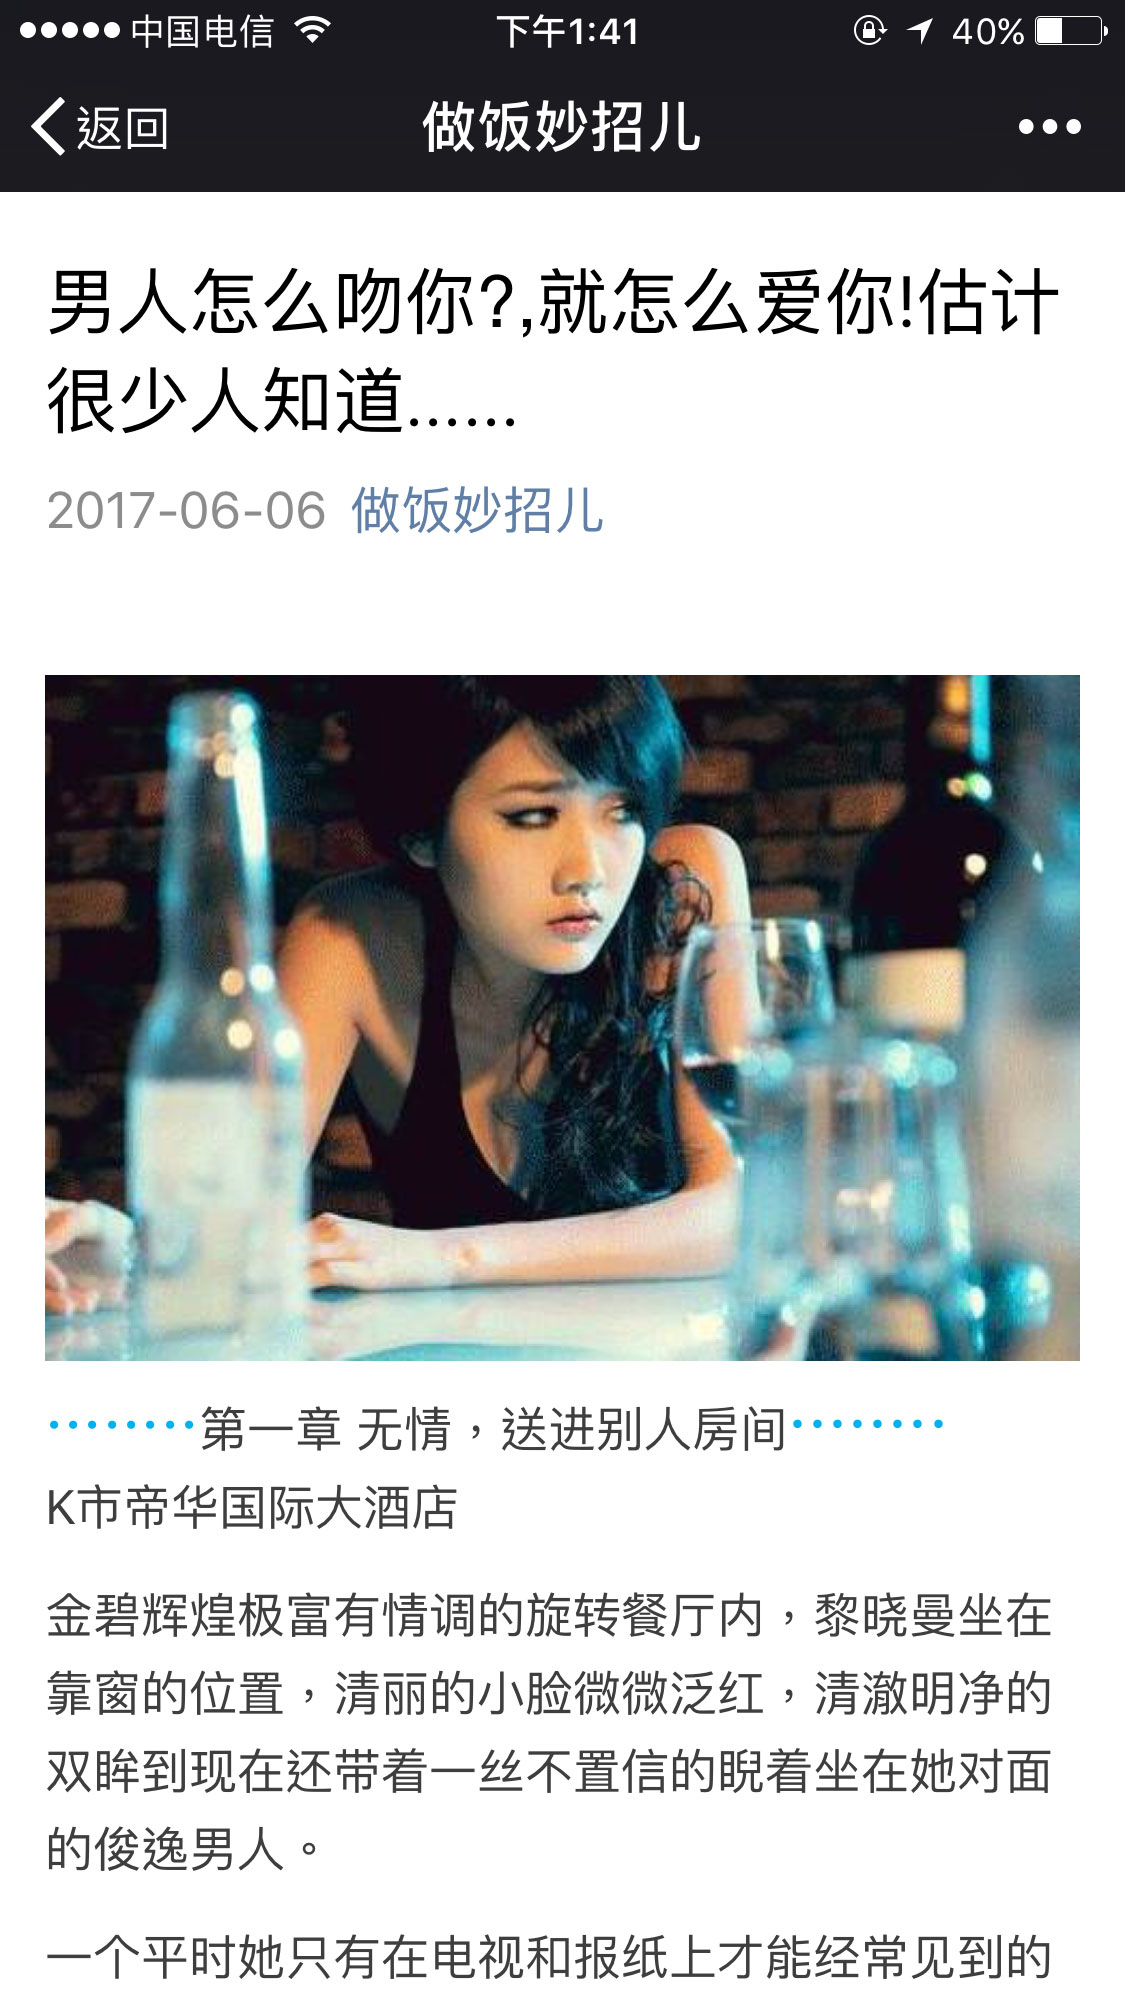 中国电信 下午1:41 40%
返回 做饭妙招儿
男人怎么吻你?,就怎么爱你!估计
很少人知道......
2017-06-06 做饭妙招儿
········第一章 无情，送进别人房间········
K市帝华国际大酒店
金碧辉煌极富有情调的旋转餐厅内，黎晓曼坐在
靠窗的位置，清丽的小脸微微泛红，清澈明净的
双眸到现在还带着一丝不置信的睨着坐在她对面
的俊逸男人。
一个平时她只有在电视和报纸上才能经常见到的